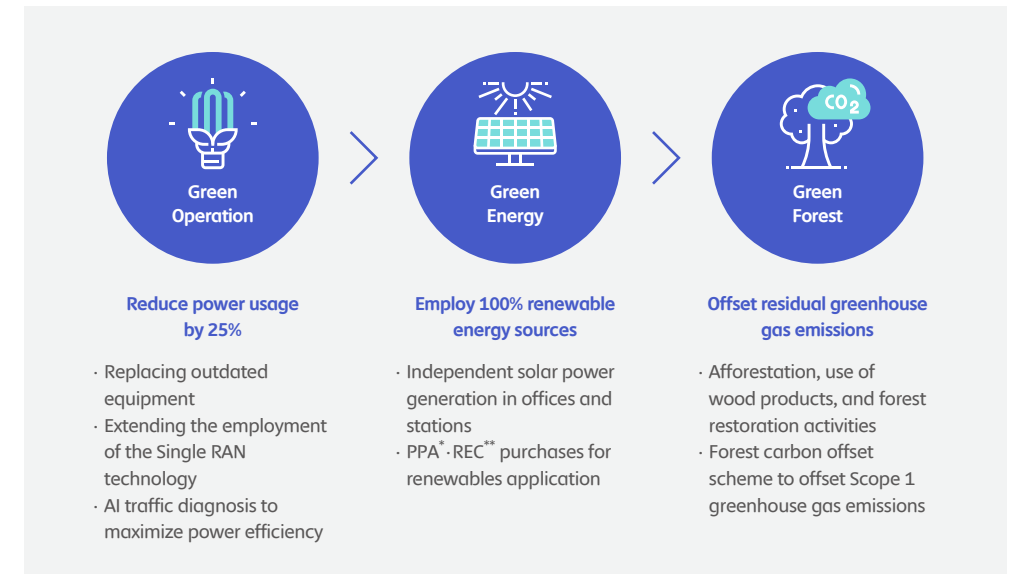 CO2
Green
Operation
Green
Energy
Green
Forest
Reduce power usage
by 25%
· Replacing outdated
equipment
· Extending the employment
of the Single RAN
technology
· AI traffic diagnosis to
maximize power efficiency
Employ 100% renewable
energy sources
· Independent solar power
generation in offices and
stations
· PPA*·REC** purchases for
renewables application
Offset residual greenhouse
gas emissions
· Afforestation, use of
wood products, and forest
restoration activities
· Forest carbon offset
scheme to offset Scope 1
greenhouse gas emissions